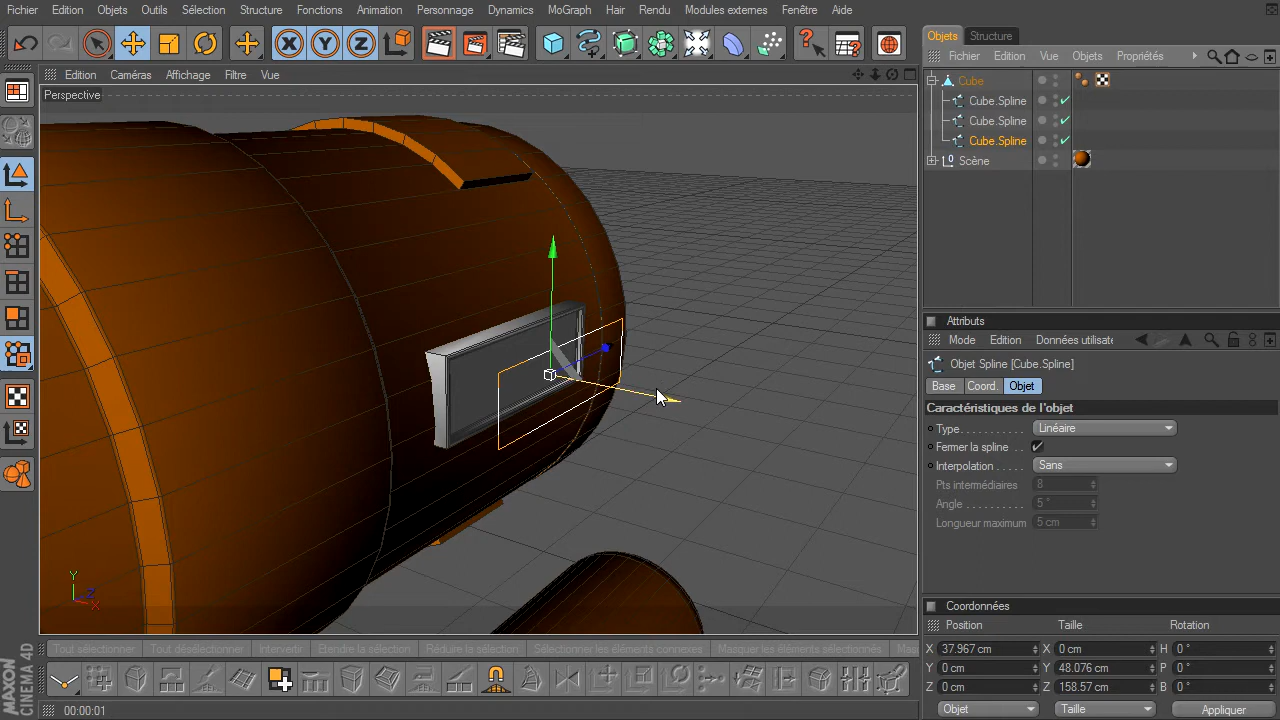 Fichier Edition Objets Outils Sélection Structure Fonctions Animation Personnage Dynamics MoGraph Hair Rendu Modules externes Fenêtre Aide
X Y Z
Edition Caméras Affichage Filtre Vue
Perspective
Objets Structure
Fichier Edition Vue Objets Propriétés
Cube
Cube.Spline
Cube.Spline
Cube.Spline
Scène
Attributs
Mode Edition Données utilisate
Objet Spline [Cube.Spline]
Base Coord. Objet
Caractéristiques de l'objet
Type Linéaire
Fermer la spline
Interpolation Sans
Pts intermédiaires 8
Angle 5 °
Longueur maximum 5 cm
Y
Z
X
Coordonnées
Position Taille Rotation
X 37.967 cm X 0 cm H 0 °
Y 0 cm Y 48.076 cm P 0 °
Z 0 cm Z 158.57 cm B 0 °
Objet Taille Appliquer
Tout sélectionner Tout désélectionner Intervertir Etendre la sélection Réduire la sélection Sélectionner les éléments connexes Masquer les éléments sélectionnés Mas
MAXON
CINEMA 4D
00:00:01